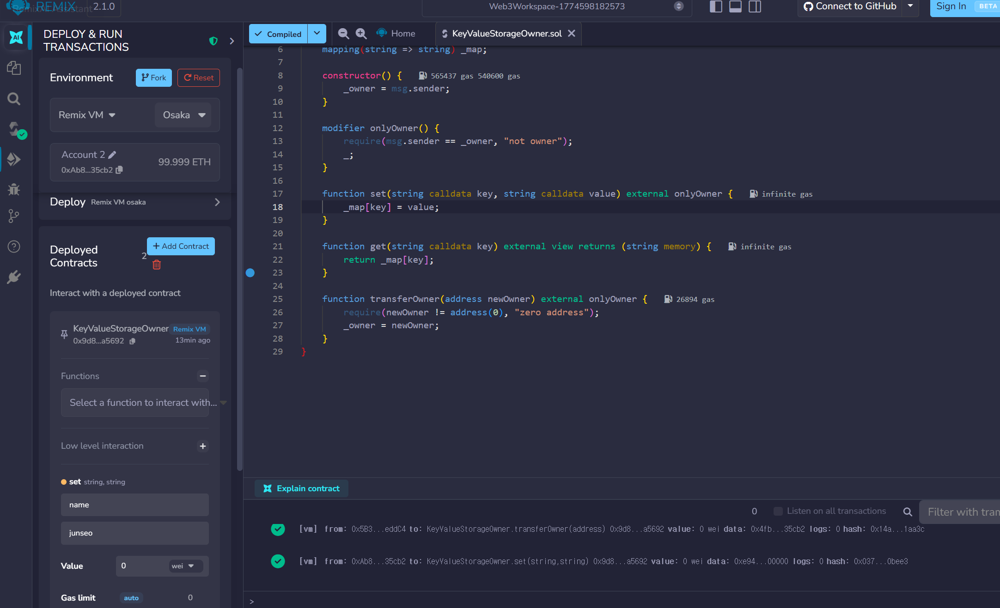 REMIX
RemixAI Assistant
2.1.0
Web3Workspace-1774598182573
Connect to GitHub
Sign In
BETA
AI
DEPLOY & RUN
TRANSACTIONS
Environment
Fork
Reset
Remix VM
Osaka
Account 2
0xAb8...35cb2
99.999 ETH
Deploy Remix VM osaka
Deployed
Contracts
2
+ Add Contract
Interact with a deployed contract
KeyValueStorageOwner
Remix VM
0x9d8...a5692
13min ago
Functions
Select a function to interact with...
Low level interaction
set string, string
name
junseo
Value
0
wei
Gas limit
auto
0
Compiled
Home
KeyValueStorageOwner.sol
6 mapping(string => string) _map;
7
8 constructor() { 565437 gas 540600 gas
9 _owner = msg.sender;
10 }
11
12 modifier onlyOwner() {
13 require(msg.sender == _owner, "not owner");
14 _;
15 }
16
17 function set(string calldata key, string calldata value) external onlyOwner { infinite gas
18 _map[key] = value;
19 }
20
21 function get(string calldata key) external view returns (string memory) { infinite gas
22 return _map[key];
23 }
24
25 function transferOwner(address newOwner) external onlyOwner { 26894 gas
26 require(newOwner != address(0), "zero address");
27 _owner = newOwner;
28 }
29 }
Explain contract
0
Listen on all transactions
Filter with tran
[vm] from: 0x5B3...eddC4 to: KeyValueStorageOwner.transferOwner(address) 0x9d8...a5692 value: 0 wei data: 0x4fb...35cb2 logs: 0 hash: 0x14a...1aa3c
[vm] from: 0xAb8...35cb2 to: KeyValueStorageOwner.set(string,string) 0x9d8...a5692 value: 0 wei data: 0xe94...00000 logs: 0 hash: 0x037...0bee3
>